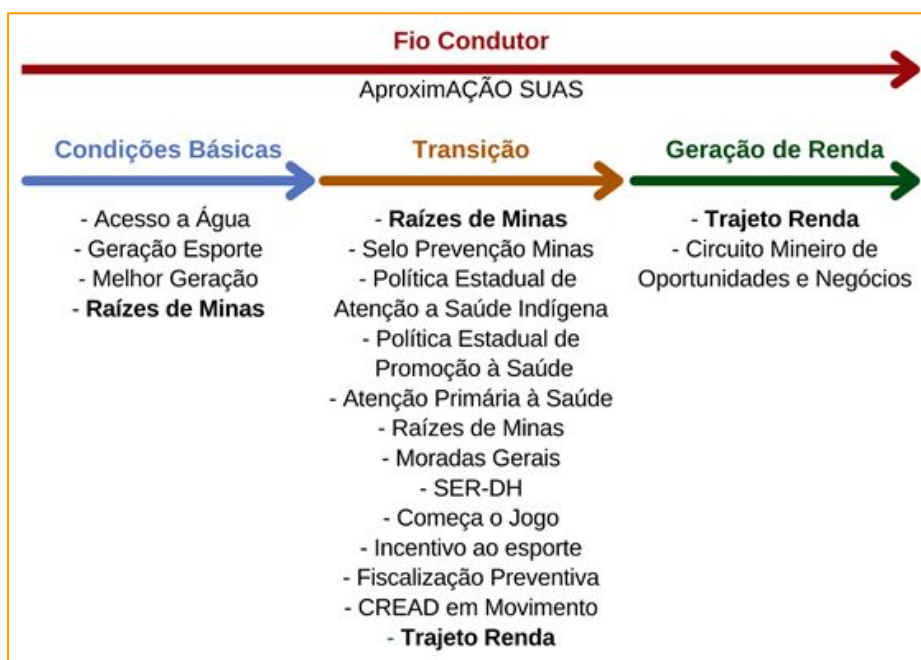 Fio Condutor
AproximAÇÃO SUAS
Condições Básicas
- Acesso a Água
- Geração Esporte
- Melhor Geração
- Raízes de Minas
Transição
- Raízes de Minas
- Selo Prevenção Minas
- Política Estadual de
Atenção a Saúde Indígena
- Política Estadual de
Promoção à Saúde
- Atenção Primária à Saúde
- Raízes de Minas
- Moradas Gerais
- SER-DH
- Começa o Jogo
- Incentivo ao esporte
- Fiscalização Preventiva
- CREAD em Movimento
- Trajeto Renda
Geração de Renda
- Trajeto Renda
- Circuito Mineiro de
Oportunidades e Negócios